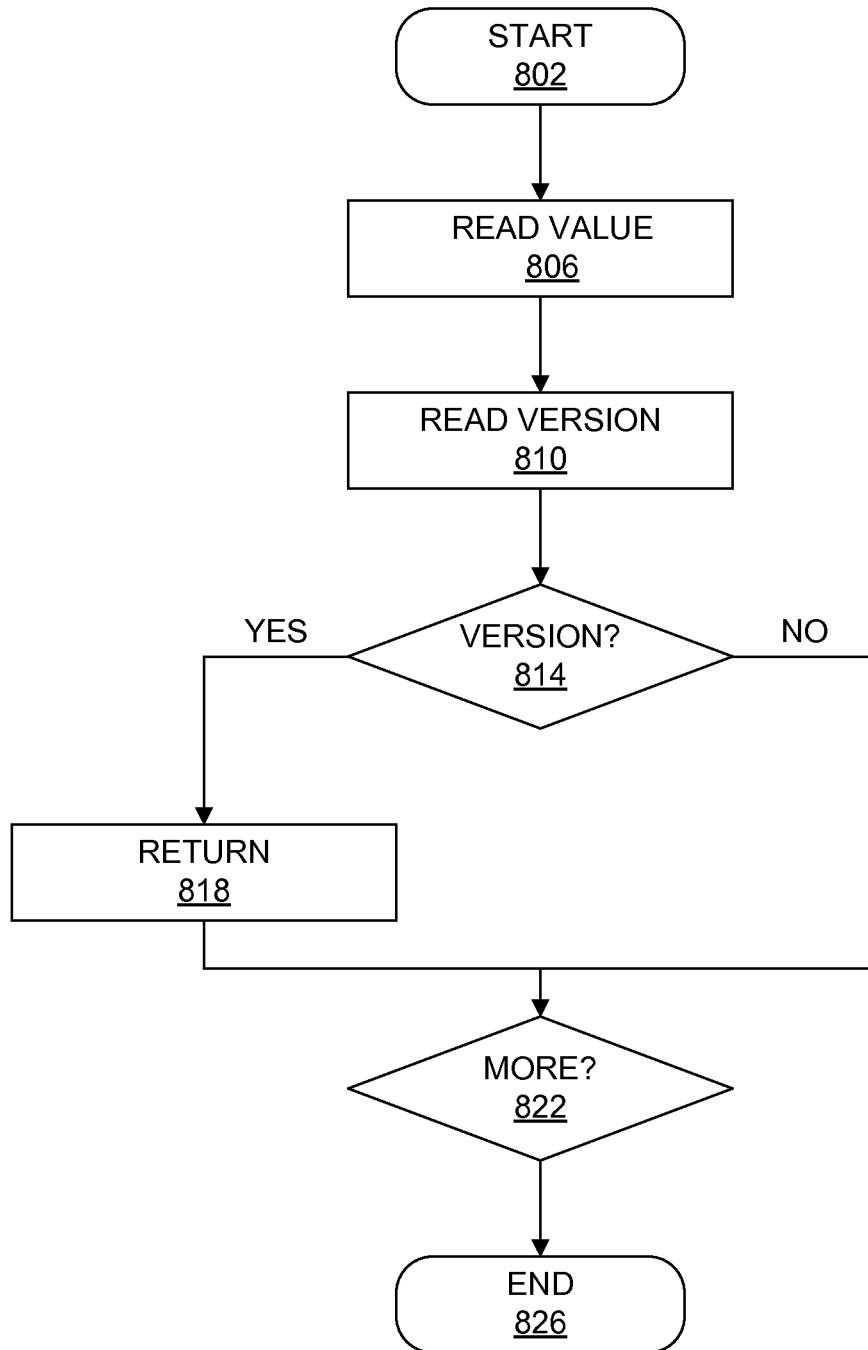 START
802
READ VALUE
806
READ VERSION
810
YES
VERSION?
814
NO
RETURN
818
MORE?
822
END
826